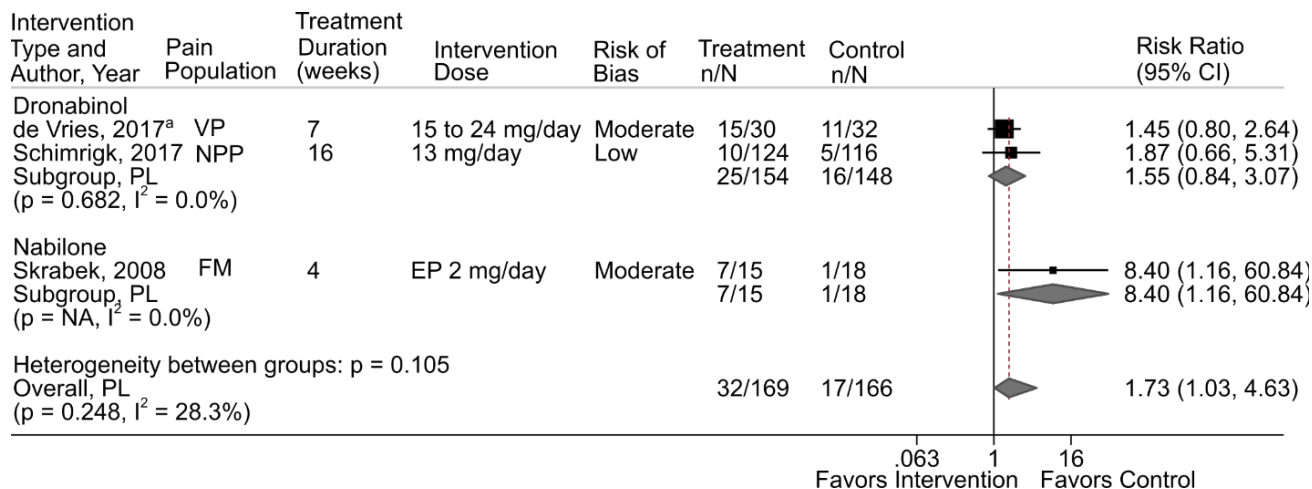 Intervention Treatment
Type and Pain Duration Intervention Risk of Treatment Control Risk Ratio
Author, Year Population (weeks) Dose Bias n/N n/N (95% CI)
Dronabinol
de Vries, 2017ᵃ VP 7 15 to 24 mg/day Moderate 15/30 11/32 1.45 (0.80, 2.64)
Schimrigk, 2017 NPP 16 13 mg/day Low 10/124 5/116 1.87 (0.66, 5.31)
Subgroup, PL 25/154 16/148 1.55 (0.84, 3.07)
(p = 0.682, I² = 0.0%)
Nabilone
Skrabek, 2008 FM 4 EP 2 mg/day Moderate 7/15 1/18 8.40 (1.16, 60.84)
Subgroup, PL 7/15 1/18 8.40 (1.16, 60.84)
(p = NA, I² = 0.0%)
Heterogeneity between groups: p = 0.105
Overall, PL 32/169 17/166 1.73 (1.03, 4.63)
(p = 0.248, I² = 28.3%)
.063 1 16
Favors Intervention Favors Control